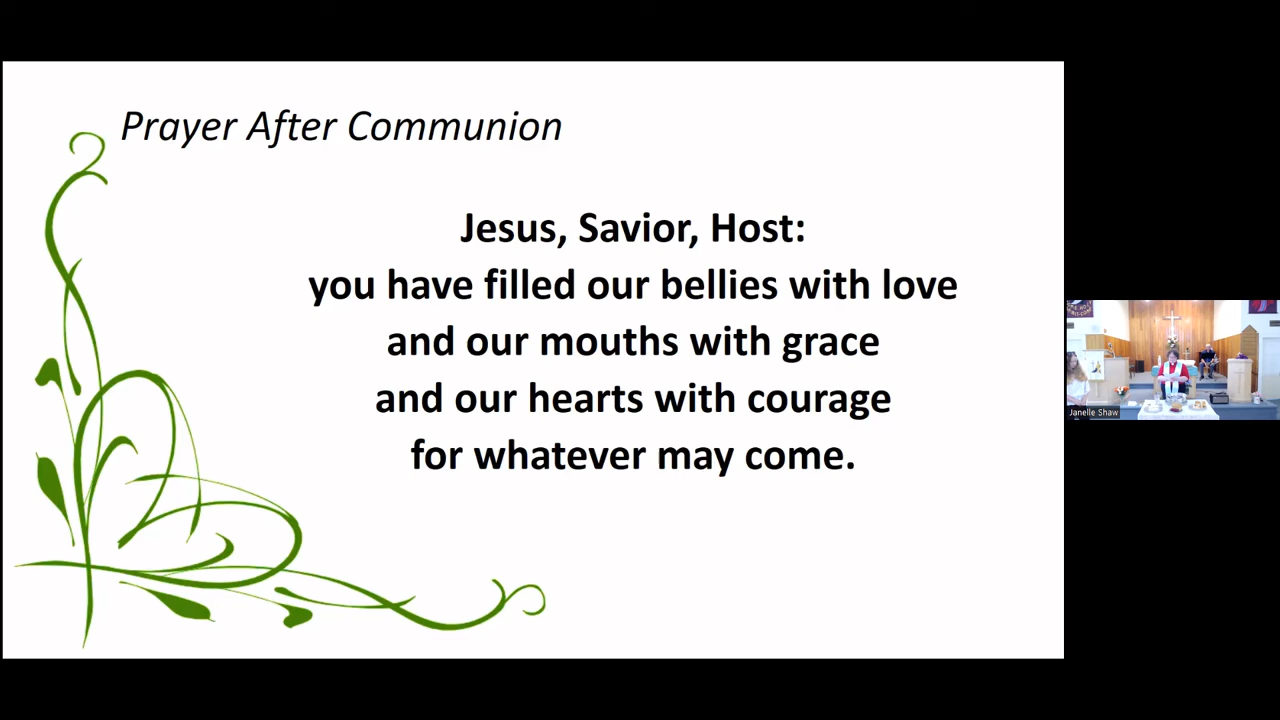 Prayer After Communion
Jesus, Savior, Host:
you have filled our bellies with love
and our mouths with grace
and our hearts with courage
for whatever may come.
Janelle Shaw